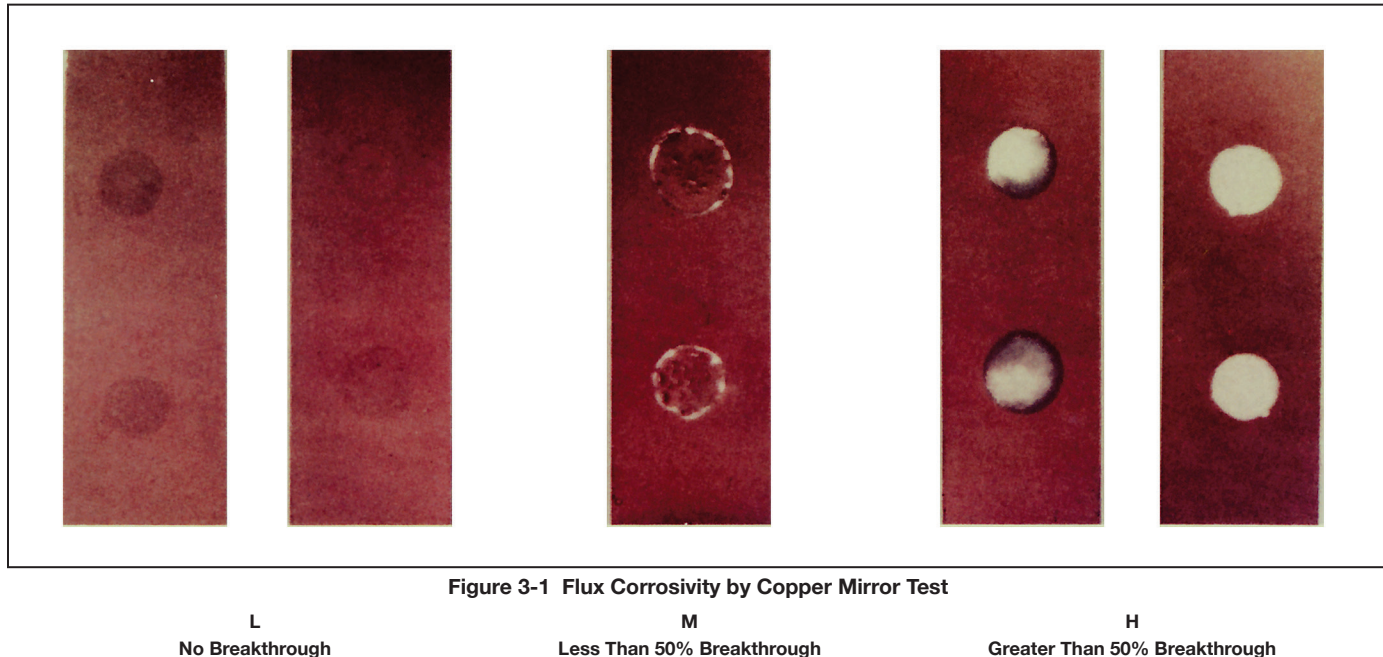 Figure 3-1 Flux Corrosivity by Copper Mirror Test
L M H
No Breakthrough Less Than 50% Breakthrough Greater Than 50% Breakthrough